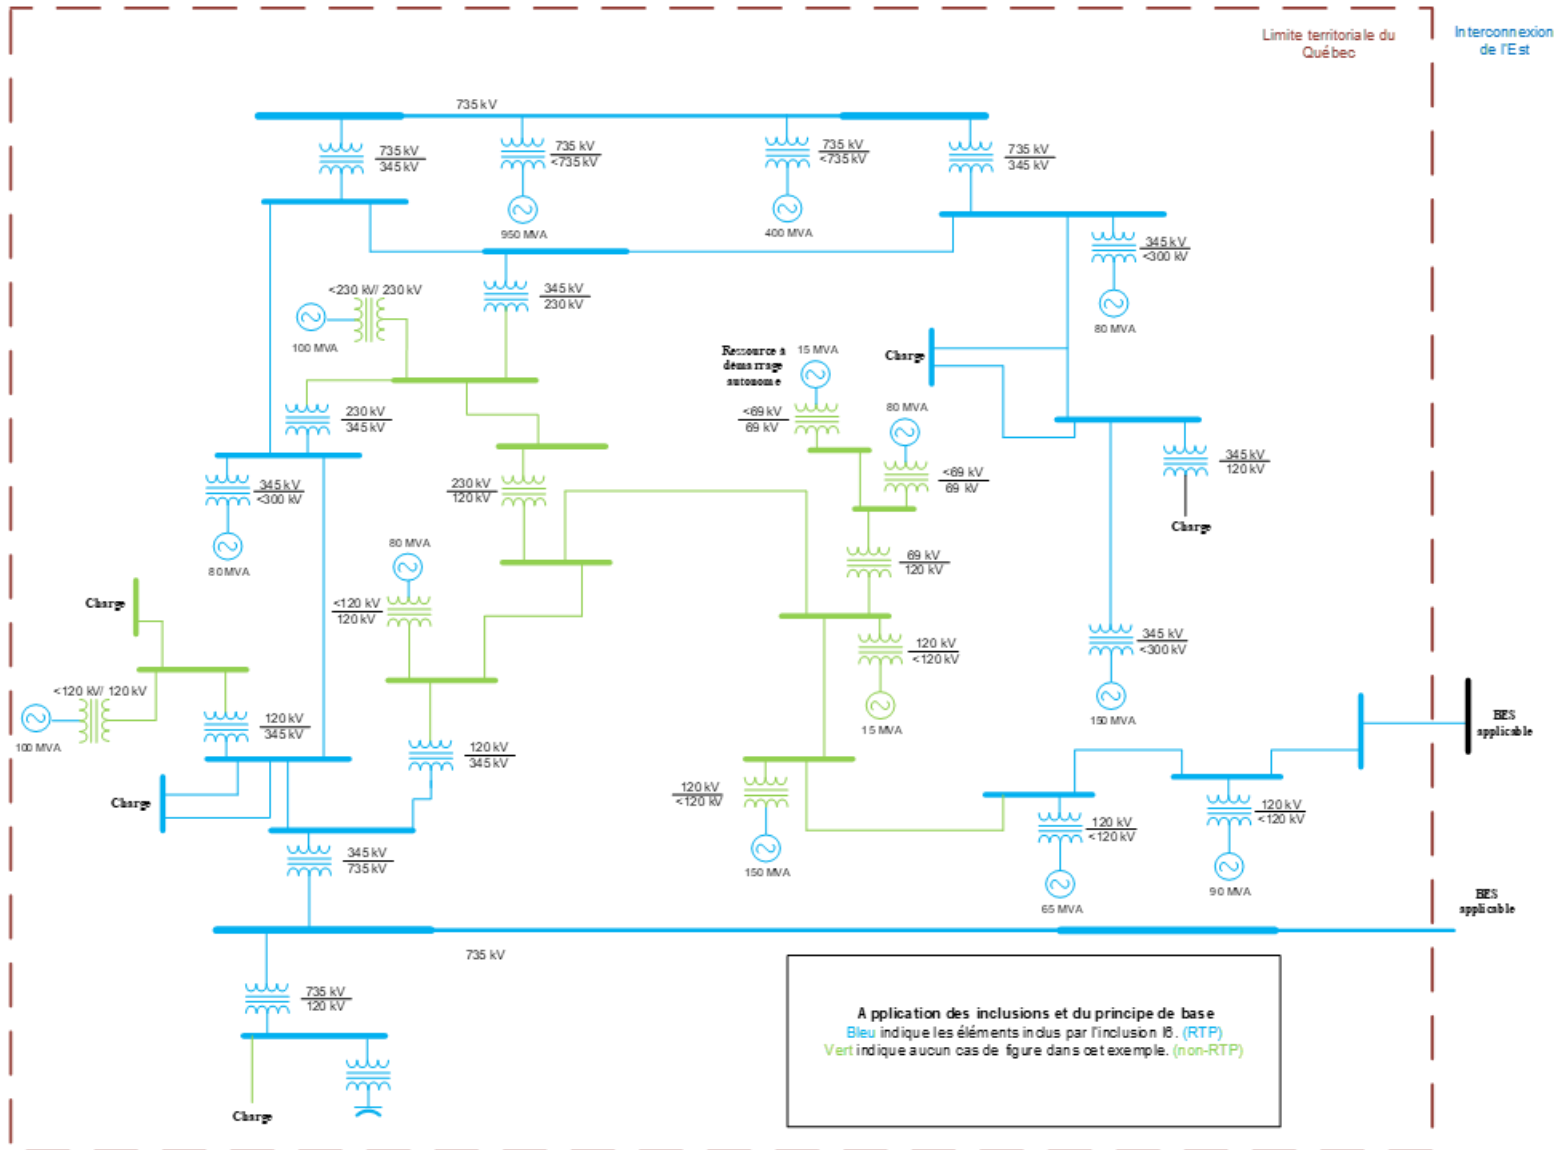 Limite territoriale du
Québec
Interconnexion
de l'Est
735 kV
735 kV
345 kV
735 kV
<735 kV
735 kV
<735 kV
735 kV
345 kV
950 MVA
400 MVA
345 kV
<300 kV
80 MVA
<230 kV/ 230 kV
100 MVA
345 kV
230 kV
Ressource à
démarrage
autonome
15 MVA
Charge
<69 kV
69 kV
80 MVA
230 kV
345 kV
345 kV
120 kV
Charge
345 kV
<300 kV
80 MVA
230 kV
120 kV
<69 kV
69 kV
80 MVA
69 kV
120 kV
<120 kV
120 kV
Charge
120 kV
<120 kV
15 MVA
345 kV
<300 kV
150 MVA
<120 kV/ 120 kV
100 MVA
120 kV
345 kV
120 kV
345 kV
BES
applicable
Charge
120 kV
<120 kV
150 MVA
120 kV
<120 kV
65 MVA
120 kV
<120 kV
90 MVA
345 kV
735 kV
BES
applicable
735 kV
735 kV
120 kV
Charge
Application des inclusions et du principe de base
Bleu indique les éléments inclus par l'inclusion I6. (RTP)
Vert indique aucun cas de figure dans cet exemple. (non-RTP)